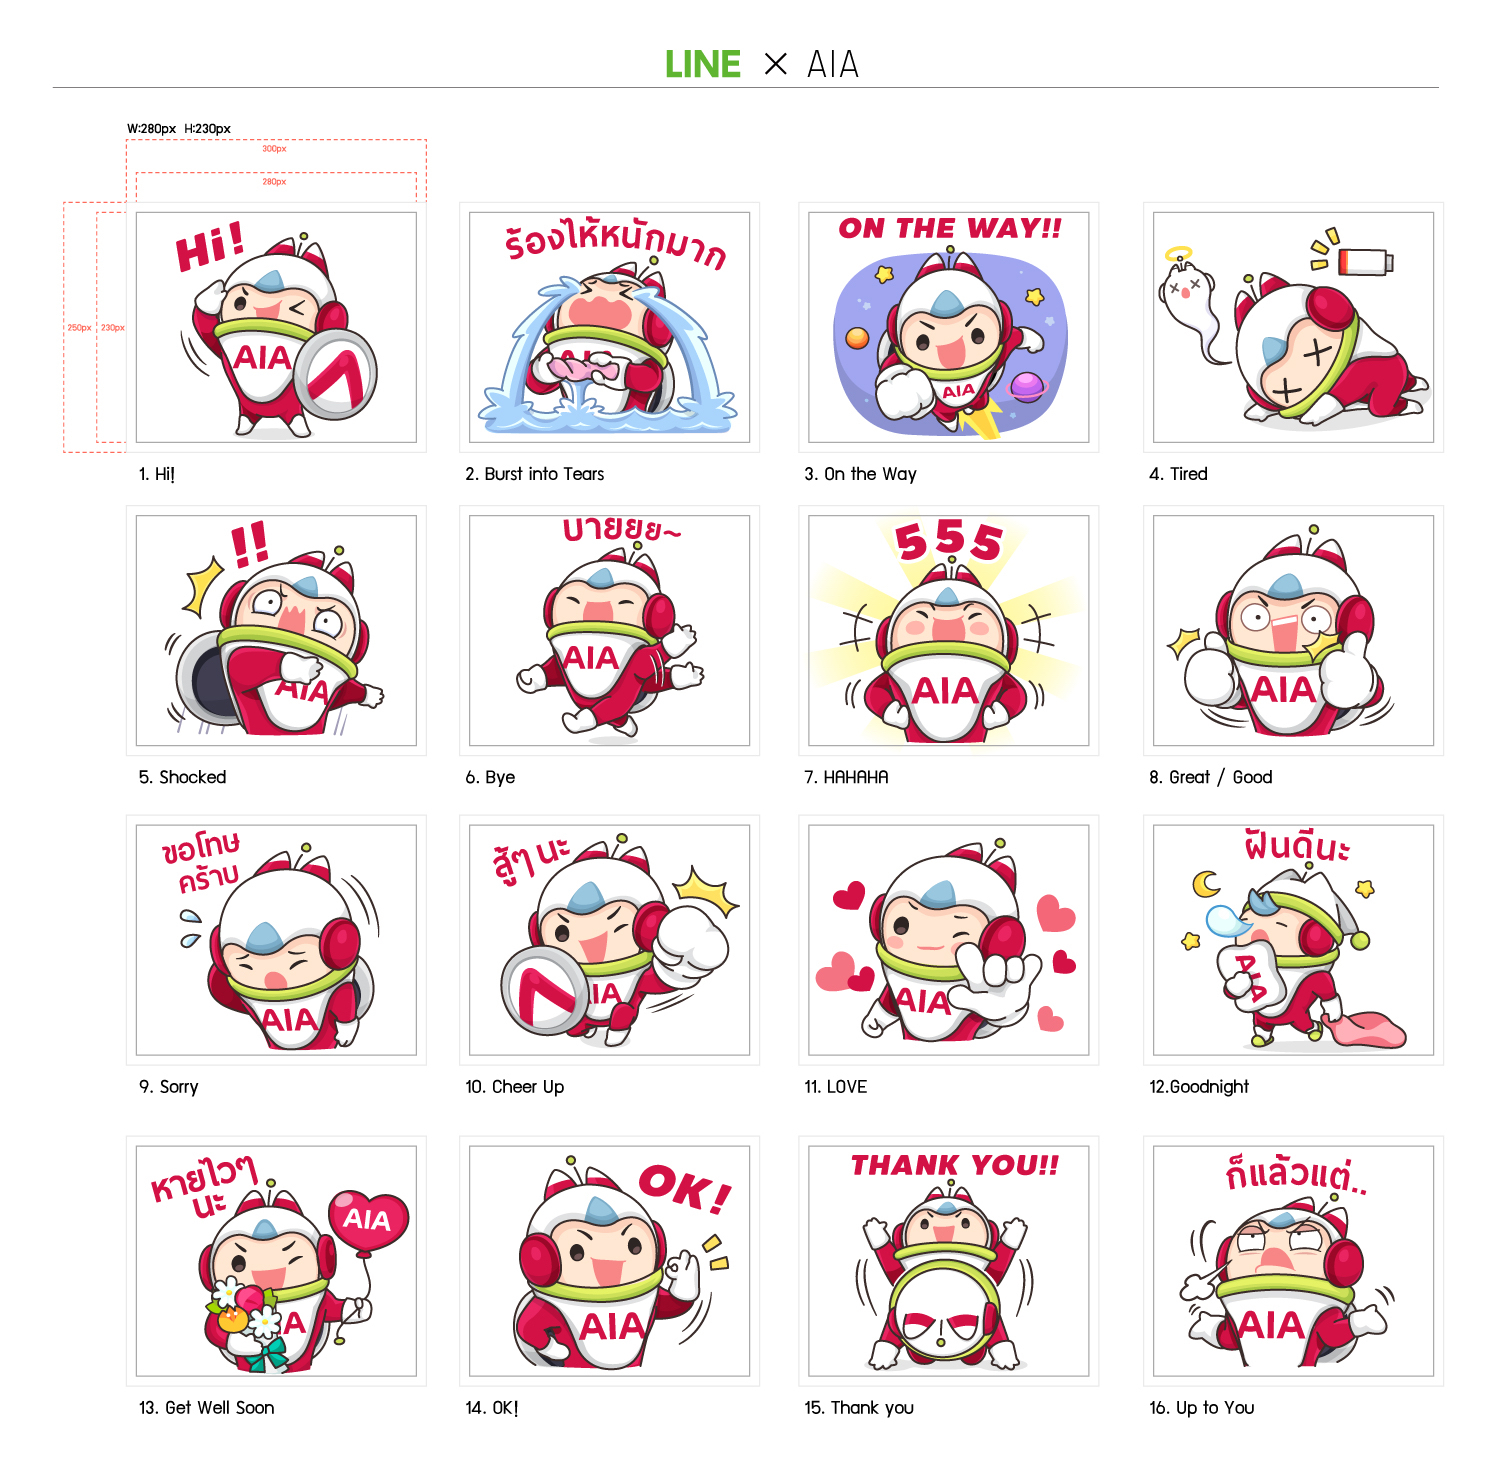 LINE × AIA
W:280px H:230px
300px
280px
250px
230px
Hi!
AIA
1. Hi!
ร้องไห้หนักมาก
AIA
2. Burst into Tears
ON THE WAY!!
AIA
3. On the Way
4. Tired
!!
AIA
5. Shocked
บายยย~
AIA
6. Bye
555
AIA
7. HAHAHA
AIA
8. Great / Good
ขอโทษ
คร้าบ
AIA
9. Sorry
สู้ๆ นะ
IA
10. Cheer Up
AIA
11. LOVE
ฝันดีนะ
AIA
12.Goodnight
หายไวๆ
นะ
AIA
A
13. Get Well Soon
OK!
AIA
14. OK!
THANK YOU!!
15. Thank you
ก็แล้วแต่..
AIA
16. Up to You